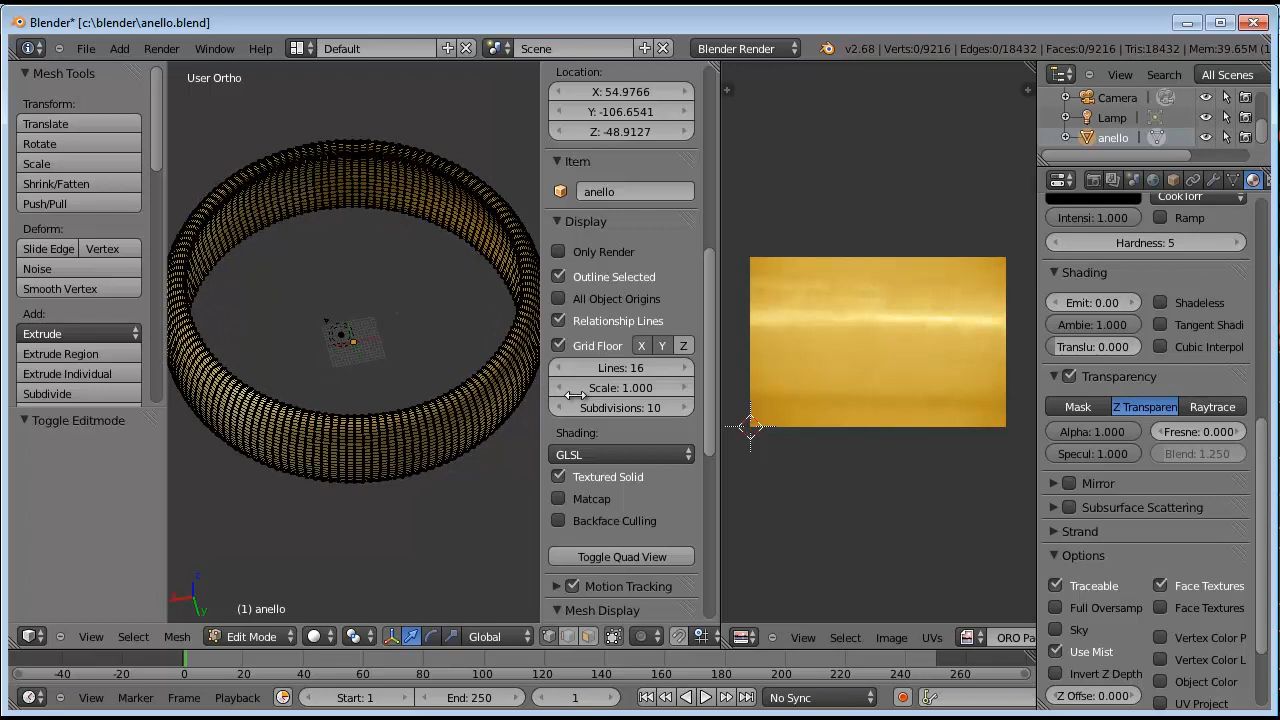 Blender* [c:\blender\anello.blend]
File Add Render Window Help Default Scene Blender Render v2.68 | Verts:0/9216 | Edges:0/18432 | Faces:0/9216 | Tris:18432 | Mem:39.65M
Mesh Tools
Transform:
Translate
Rotate
Scale
Shrink/Fatten
Push/Pull
Deform:
Slide Edge Vertex
Noise
Smooth Vertex
Add:
Extrude
Extrude Region
Extrude Individual
Subdivide
Toggle Editmode
User Ortho
x y z
(1) anello
Location:
X: 54.9766
Y: -106.6541
Z: -48.9127
Item
anello
Display
Only Render
Outline Selected
All Object Origins
Relationship Lines
Grid Floor X Y Z
Lines: 16
Scale: 1.000
Subdivisions: 10
Shading:
GLSL
Textured Solid
Matcap
Backface Culling
Toggle Quad View
Motion Tracking
Mesh Display
View Search All Scenes
Camera
Lamp
anello
CookTorr
Intensi: 1.000 Ramp
Hardness: 5
Shading
Emit: 0.00 Shadeless
Ambie: 1.000 Tangent Shadi
Translu: 0.000 Cubic Interpol
Transparency
Mask Z Transparen Raytrace
Alpha: 1.000 Fresne: 0.000
Specul: 1.000 Blend: 1.250
Mirror
Subsurface Scattering
Strand
Options
Traceable Face Textures
Full Oversamp Face Textures
Sky Vertex Color P
Use Mist Vertex Color L
Invert Z Depth Object Color
Z Offse: 0.000 UV Project
View Select Mesh Edit Mode Global
View Select Image UVs ORO Pa
-40 -20 0 20 40 60 80 100 120 140 160 180 200 220 240 260
View Marker Frame Playback Start: 1 End: 250 1 No Sync